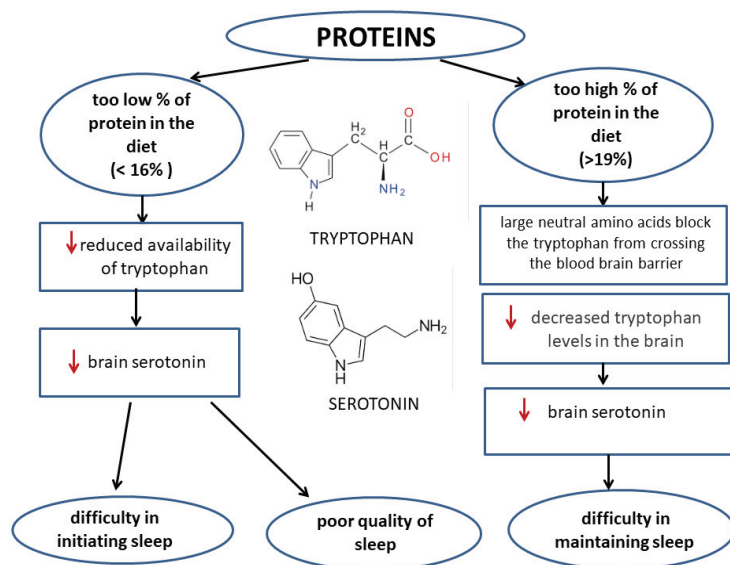 PROTEINS
too low % of
protein in the
diet
(< 16% )
too high % of
protein in the
diet
(>19%)
CH2
O
H
OH
NH2
N
H
TRYPTOPHAN
reduced availability
of tryptophan
large neutral amino acids block
the tryptophan from crossing
the blood brain barrier
HO
NH2
NH
SEROTONIN
decreased tryptophan
levels in the brain
brain serotonin
brain serotonin
difficulty in
initiating sleep
poor quality of
sleep
difficulty in
maintaining sleep